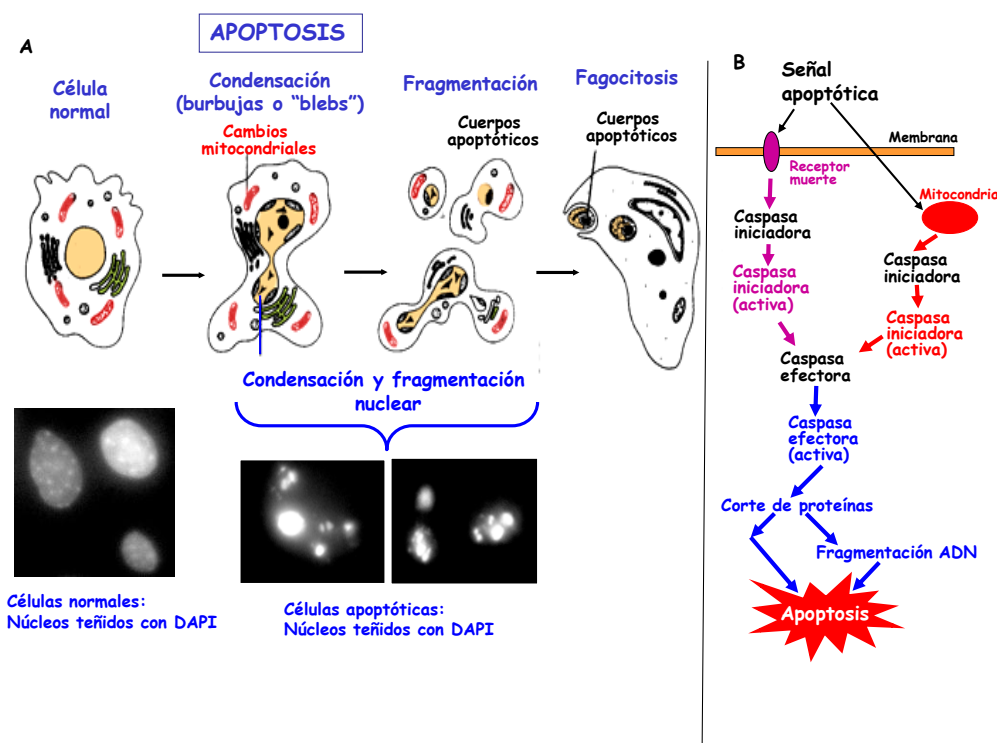 A
APOPTOSIS
Célula
normal
Condensación
(burbujas o “blebs”)
Cambios
mitocondriales
Fragmentación
Cuerpos
apoptóticos
Fagocitosis
Cuerpos
apoptóticos
Condensación y fragmentación
nuclear
Células normales:
Núcleos teñidos con DAPI
Células apoptóticas:
Núcleos teñidos con DAPI
B
Señal
apoptótica
Membrana
Receptor
muerte
Mitocondria
Caspasa
iniciadora
Caspasa
iniciadora
(activa)
Caspasa
iniciadora
Caspasa
iniciadora
(activa)
Caspasa
efectora
Caspasa
efectora
(activa)
Corte de proteínas
Fragmentación ADN
Apoptosis